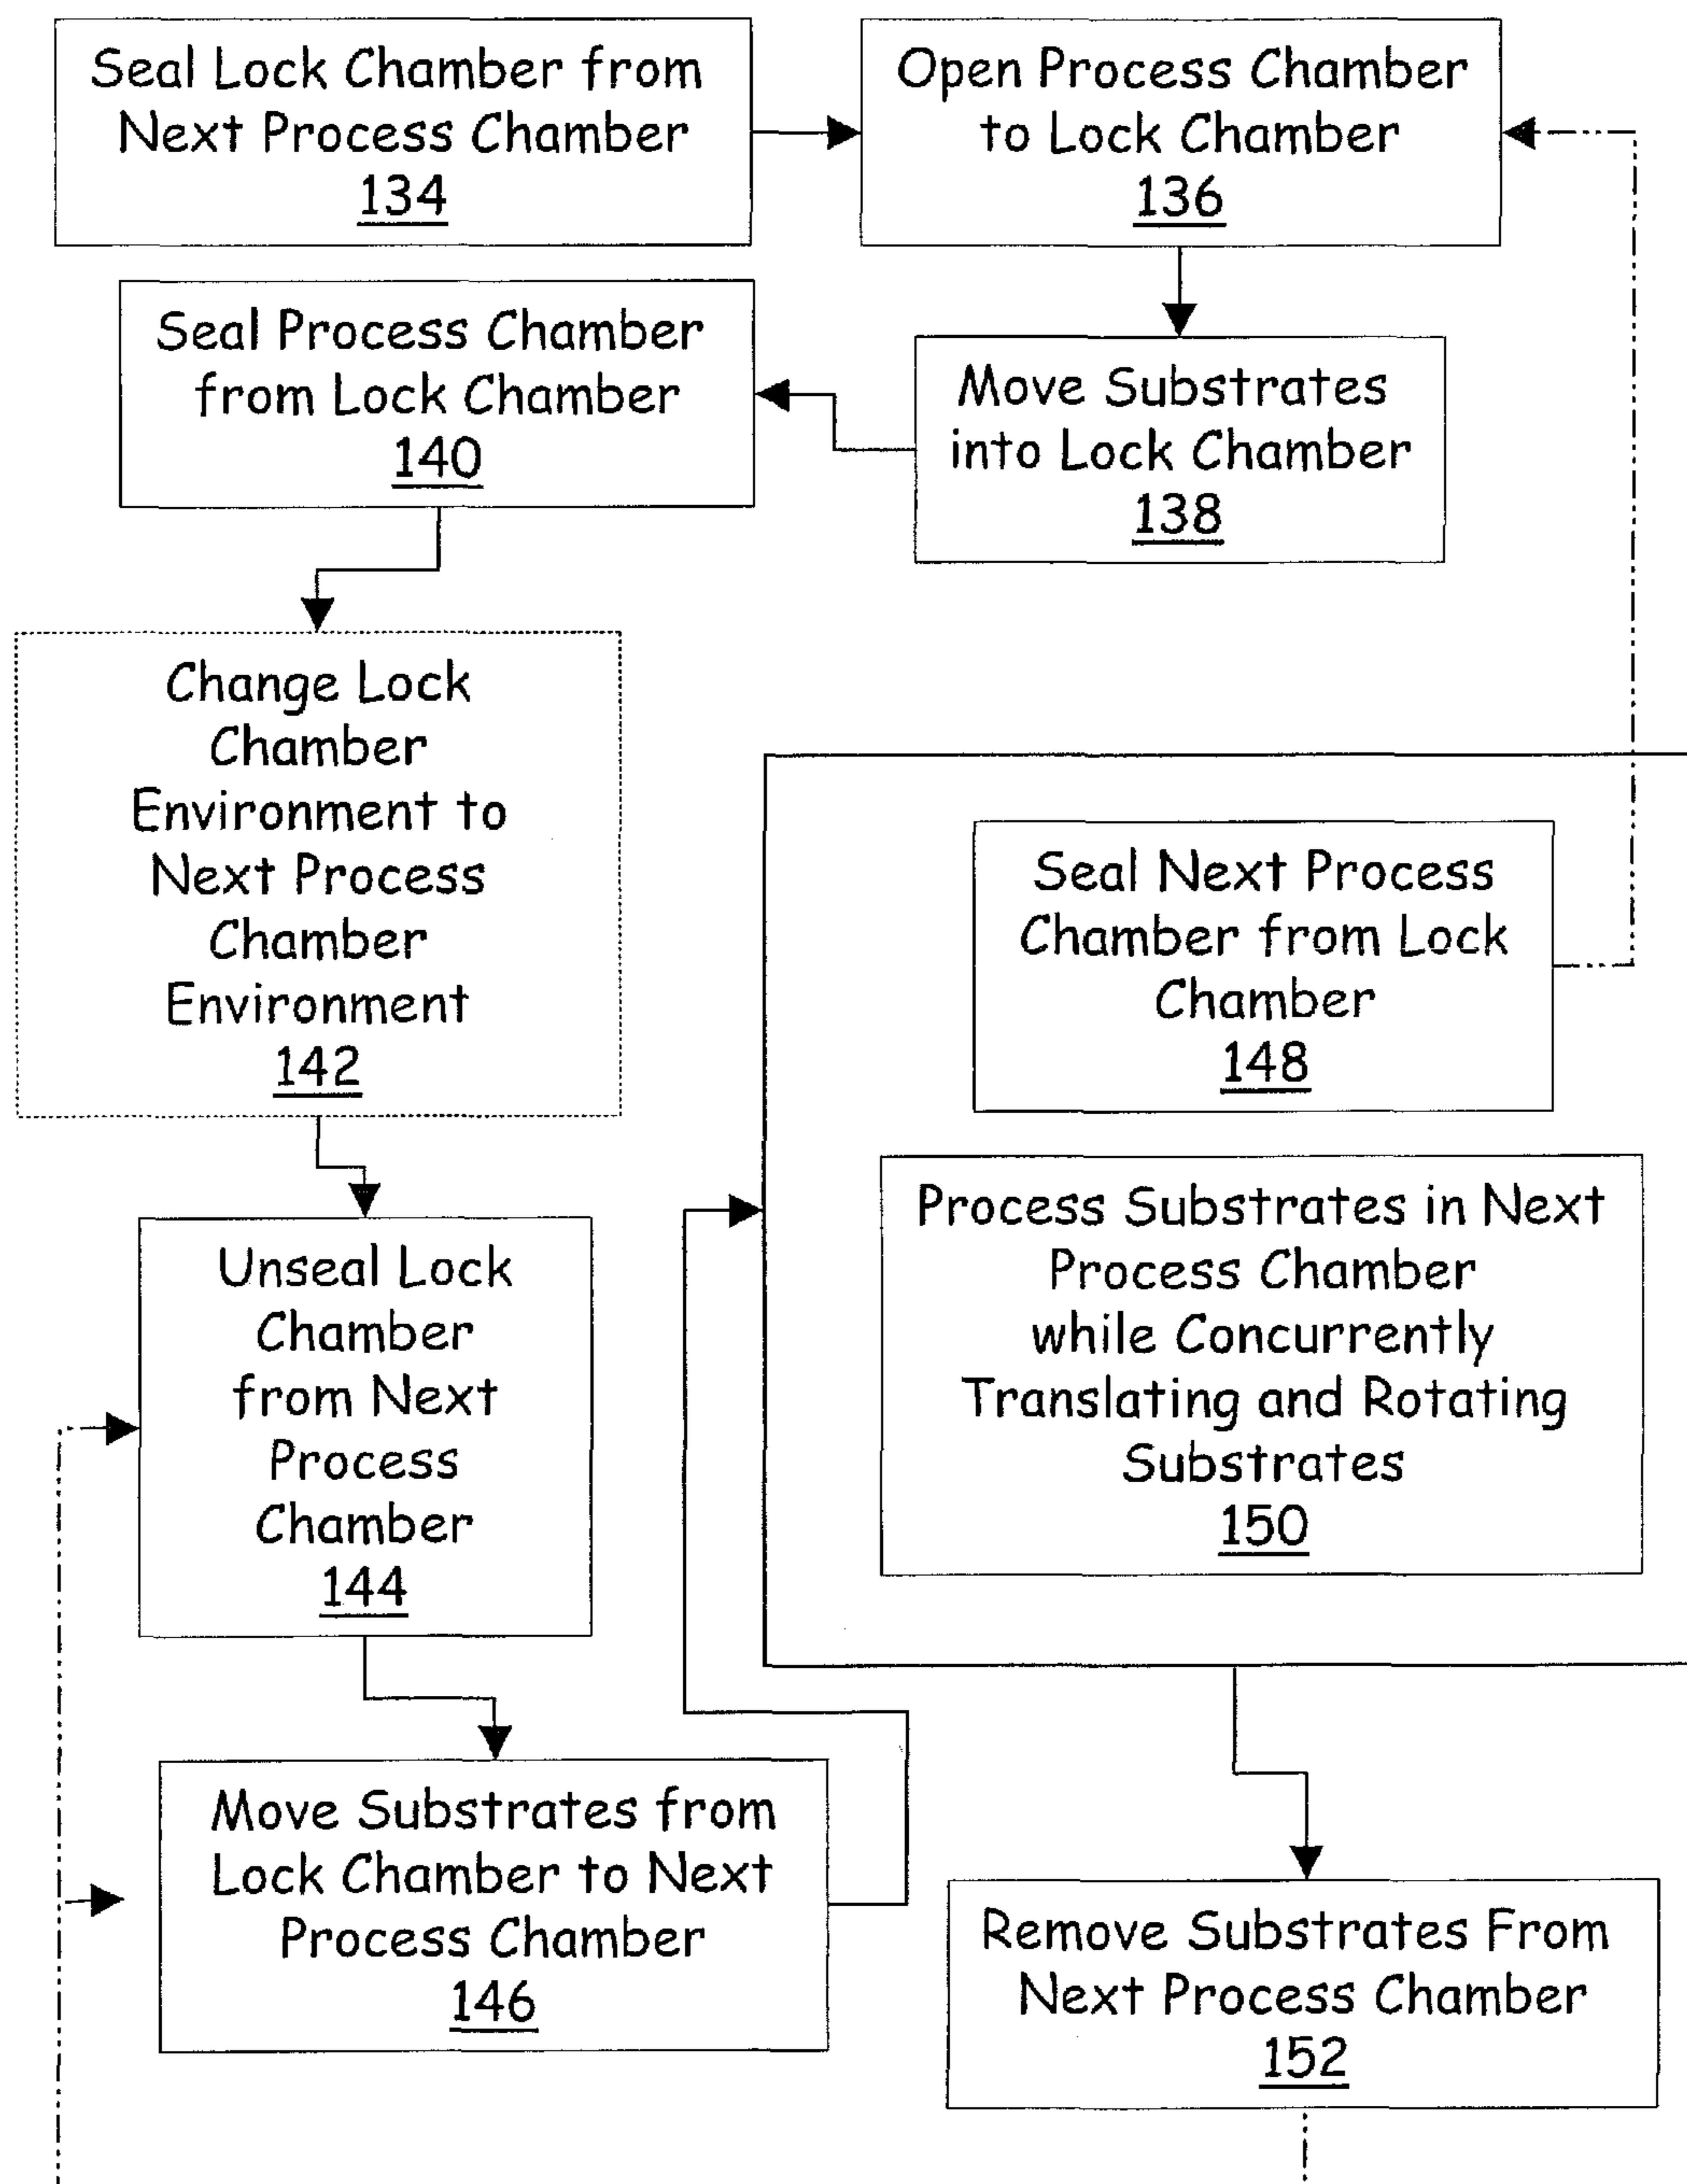 Seal Lock Chamber from
Next Process Chamber
134
Open Process Chamber
to Lock Chamber
136
Move Substrates
into Lock Chamber
138
Seal Process Chamber
from Lock Chamber
140
Change Lock
Chamber
Environment to
Next Process
Chamber
Environment
142
Unseal Lock
Chamber
from Next
Process
Chamber
144
Move Substrates from
Lock Chamber to Next
Process Chamber
146
Seal Next Process
Chamber from Lock
Chamber
148
Process Substrates in Next
Process Chamber
while Concurrently
Translating and Rotating
Substrates
150
Remove Substrates From
Next Process Chamber
152